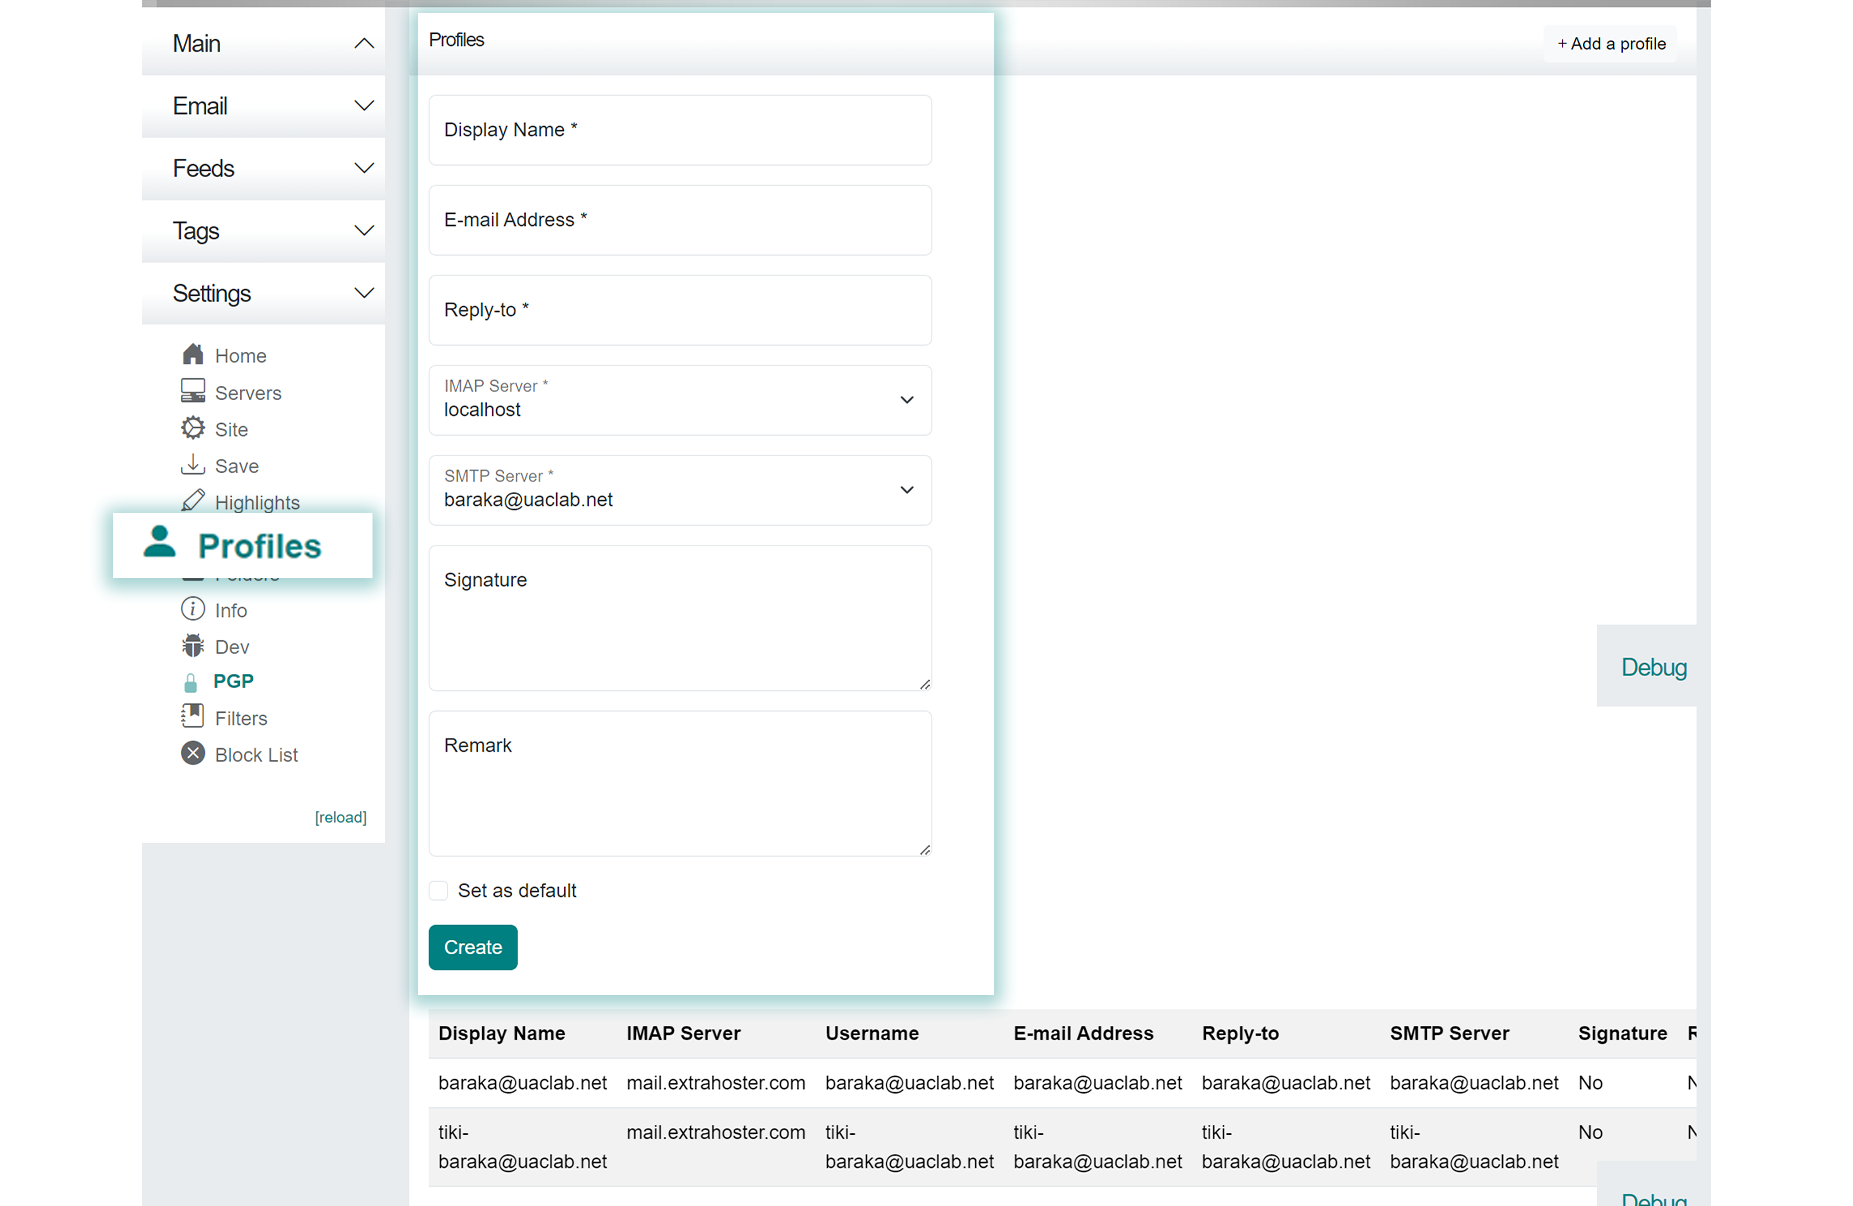 Main
Email
Feeds
Tags
Settings
Home
Servers
Site
Save
Highlights
Profiles
Folders
Info
Dev
PGP
Filters
Block List
[reload]
Profiles
+ Add a profile
Display Name *
E-mail Address *
Reply-to *
IMAP Server *
localhost
SMTP Server *
baraka@uaclab.net
Signature
Remark
Set as default
Create
Debug
Display Name IMAP Server Username E-mail Address Reply-to SMTP Server Signature
baraka@uaclab.net mail.extrahoster.com baraka@uaclab.net baraka@uaclab.net baraka@uaclab.net baraka@uaclab.net No
tiki- mail.extrahoster.com tiki- tiki- tiki- tiki- No
baraka@uaclab.net baraka@uaclab.net baraka@uaclab.net baraka@uaclab.net baraka@uaclab.net
Debug